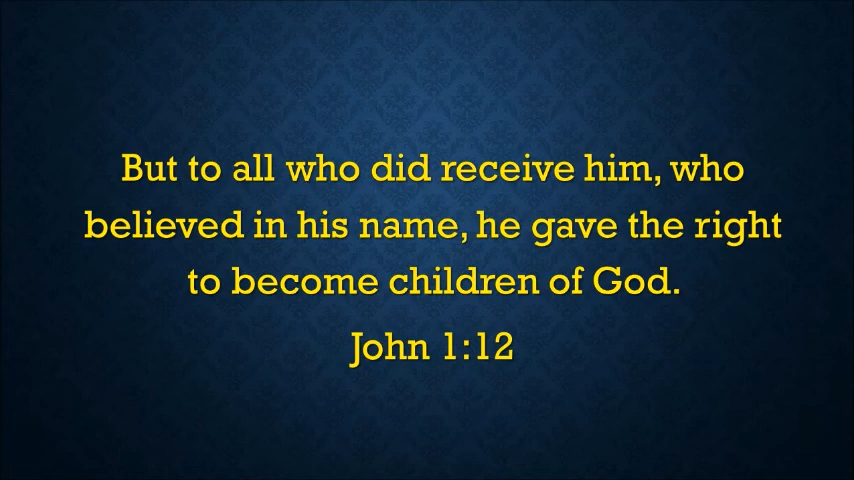 But to all who did receive him, who
believed in his name, he gave the right
to become children of God.
John 1:12